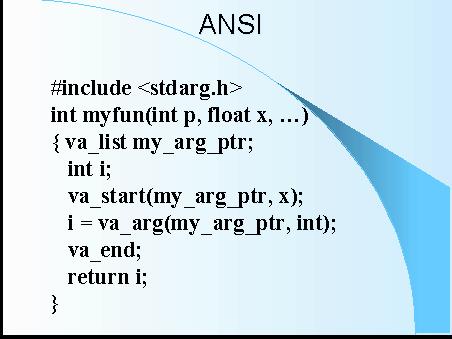 ANSI
#include <stdarg.h>
int myfun(int p, float x, …)
{ va_list my_arg_ptr;
int i;
va_start(my_arg_ptr, x);
i = va_arg(my_arg_ptr, int);
va_end;
return i;
}